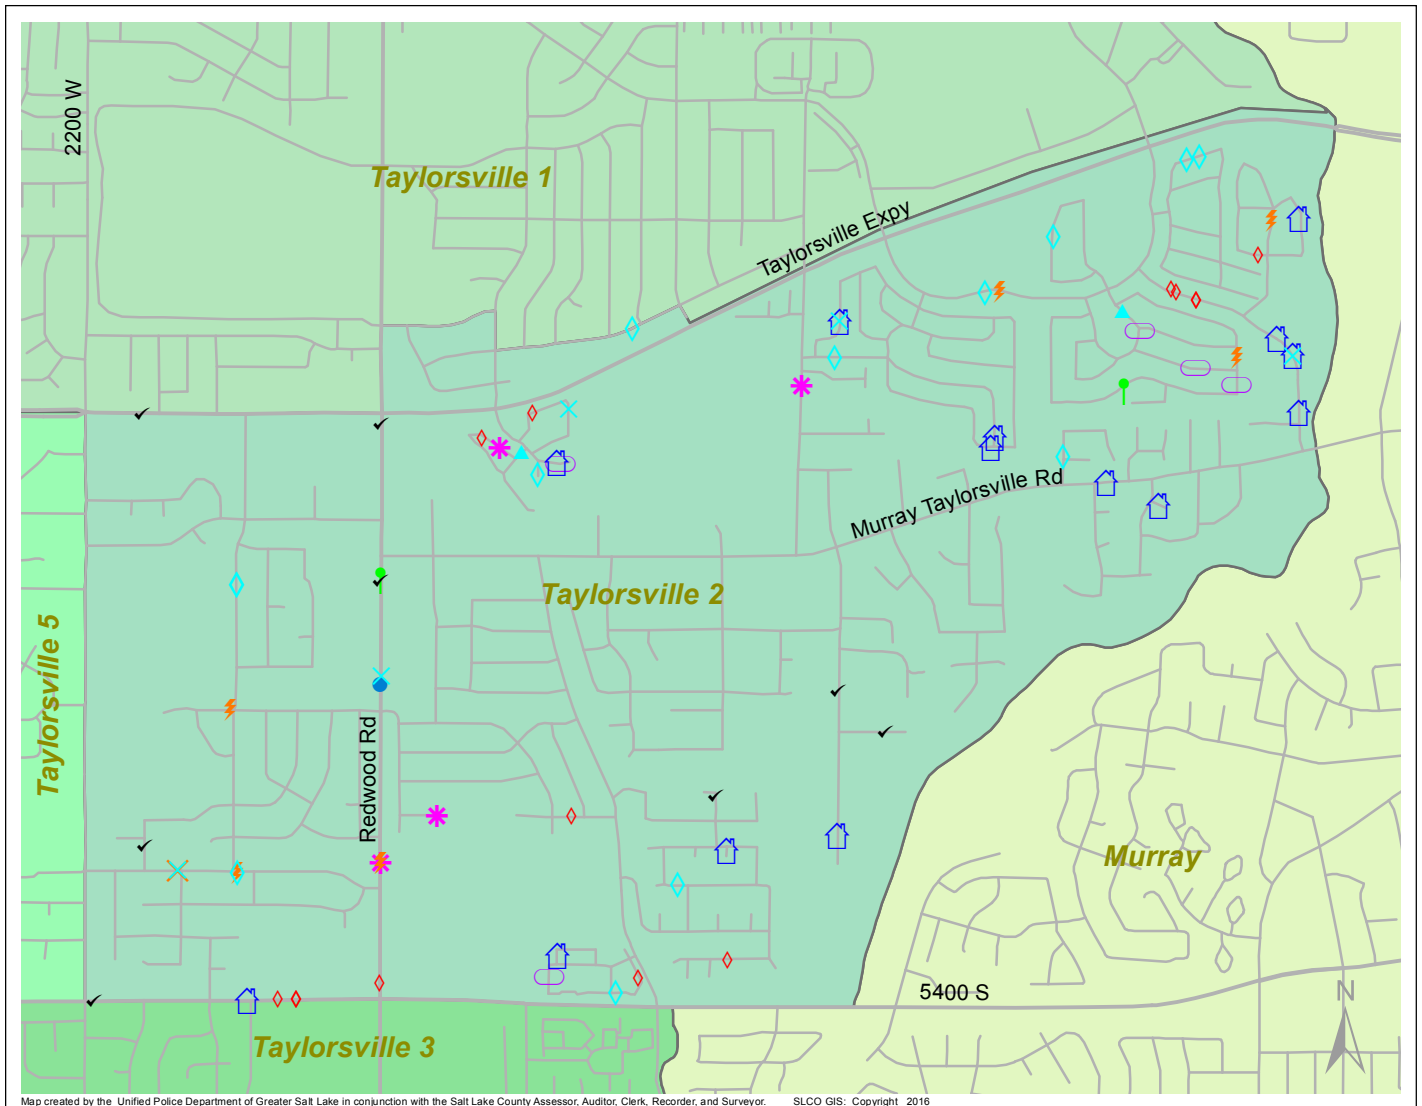 2200 W
Taylorsville 1
Taylorsville Expy
Murray Taylorsville Rd
Taylorsville 2
Taylorsville 5
Redwood Rd
Murray
5400 S
N
Taylorsville 3
Map created by the Unified Police Department of Greater Salt Lake in conjunction with the Salt Lake County Assessor, Auditor, Clerk, Recorder, and Surveyor. SLCO GIS: Copyright 2016